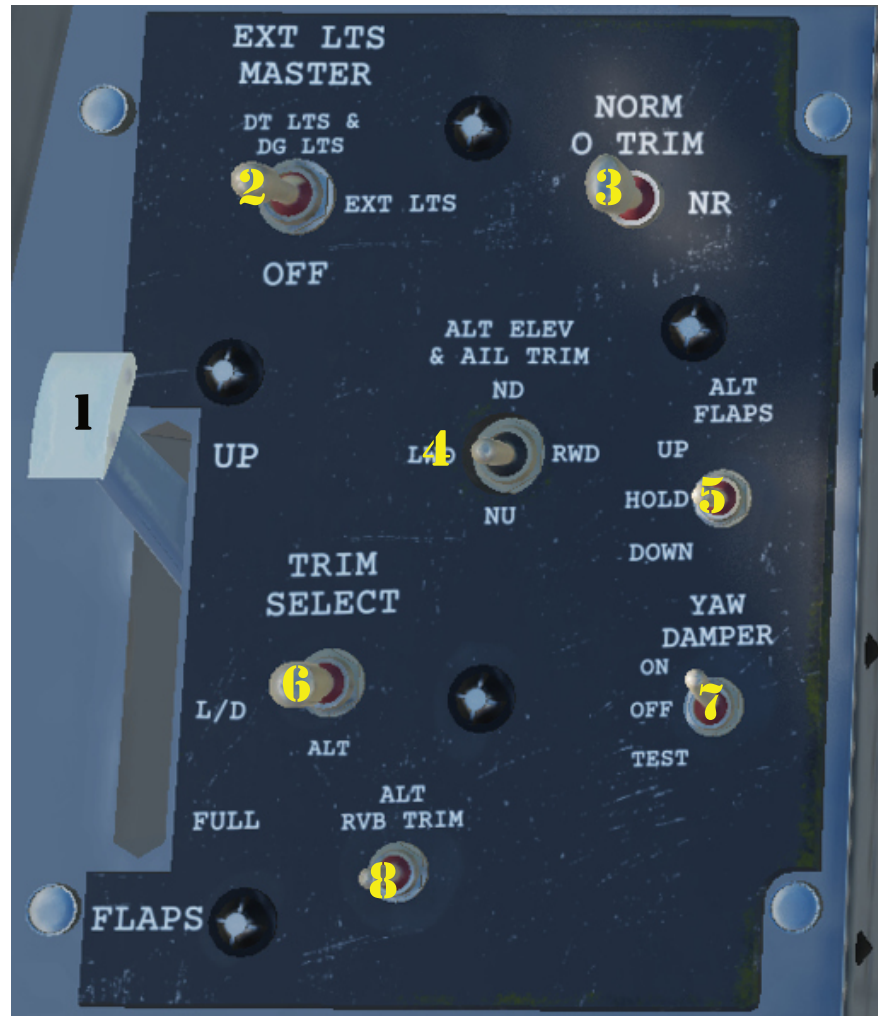 EXT LTS
MASTER
DT LTS &
DG LTS
2
EXT LTS
OFF
NORM
O TRIM
3
NR
ALT ELEV
& AIL TRIM
ND
4
LWD
RWD
NU
1
UP
ALT
FLAPS
UP
HOLD
5
DOWN
TRIM
SELECT
6
L/D
ALT
YAW
DAMPER
ON
OFF
7
TEST
FULL
ALT
RVB TRIM
8
FLAPS